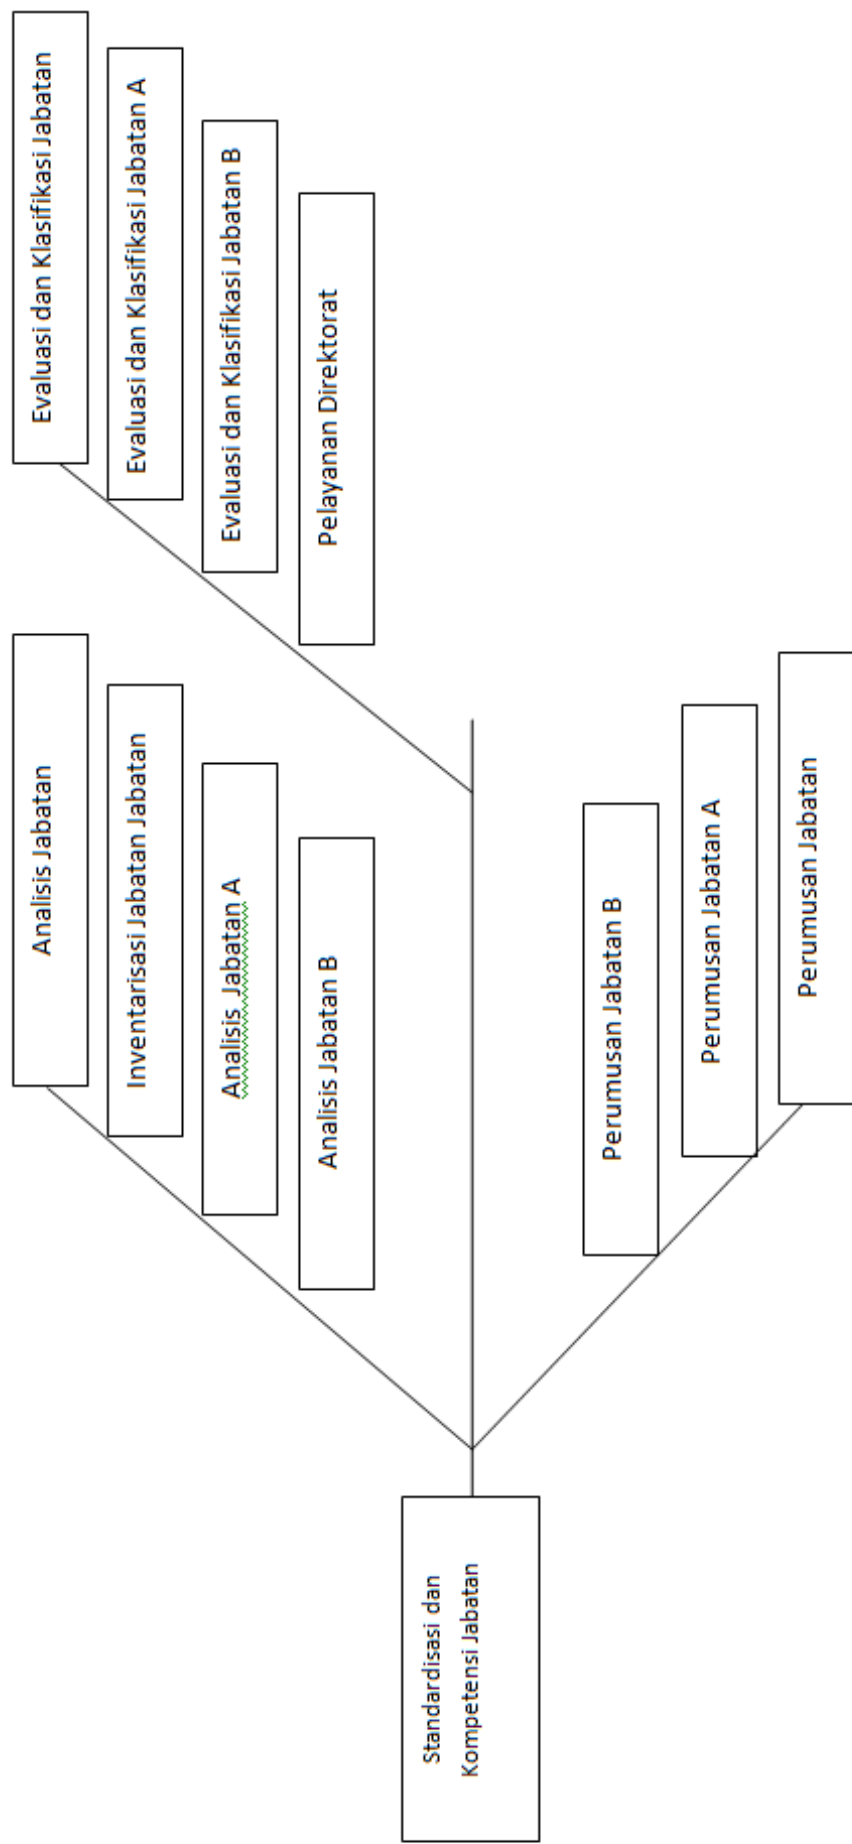 Evaluasi dan Klasifikasi Jabatan
Evaluasi dan Klasifikasi Jabatan A
Evaluasi dan Klasifikasi Jabatan B
Pelayanan Direktorat
Analisis Jabatan
Inventarisasi Jabatan Jabatan
Analisis Jabatan A
Analisis Jabatan B
Perumusan Jabatan B
Perumusan Jabatan A
Perumusan Jabatan
Standardisasi dan
Kompetensi Jabatan